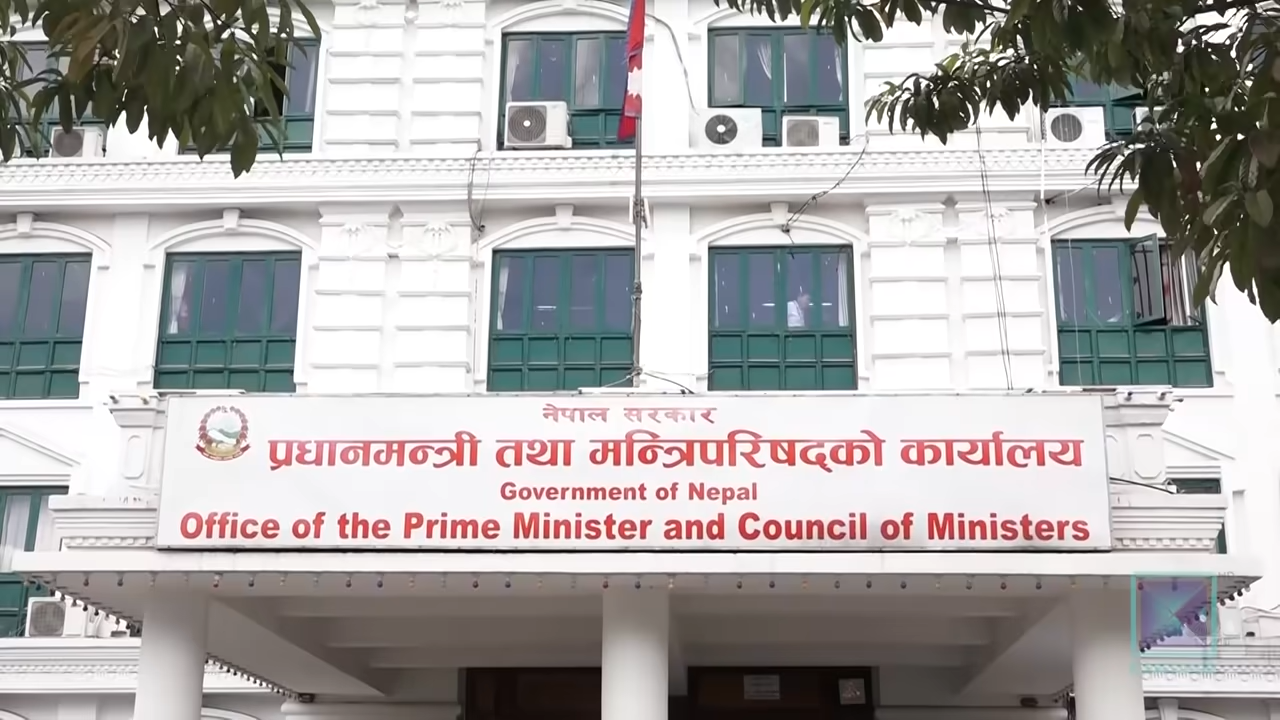 नेपाल सरकार
प्रधानमन्त्री तथा मन्त्रिपरिषद्को कार्यालय
Government of Nepal
Office of the Prime Minister and Council of Ministers